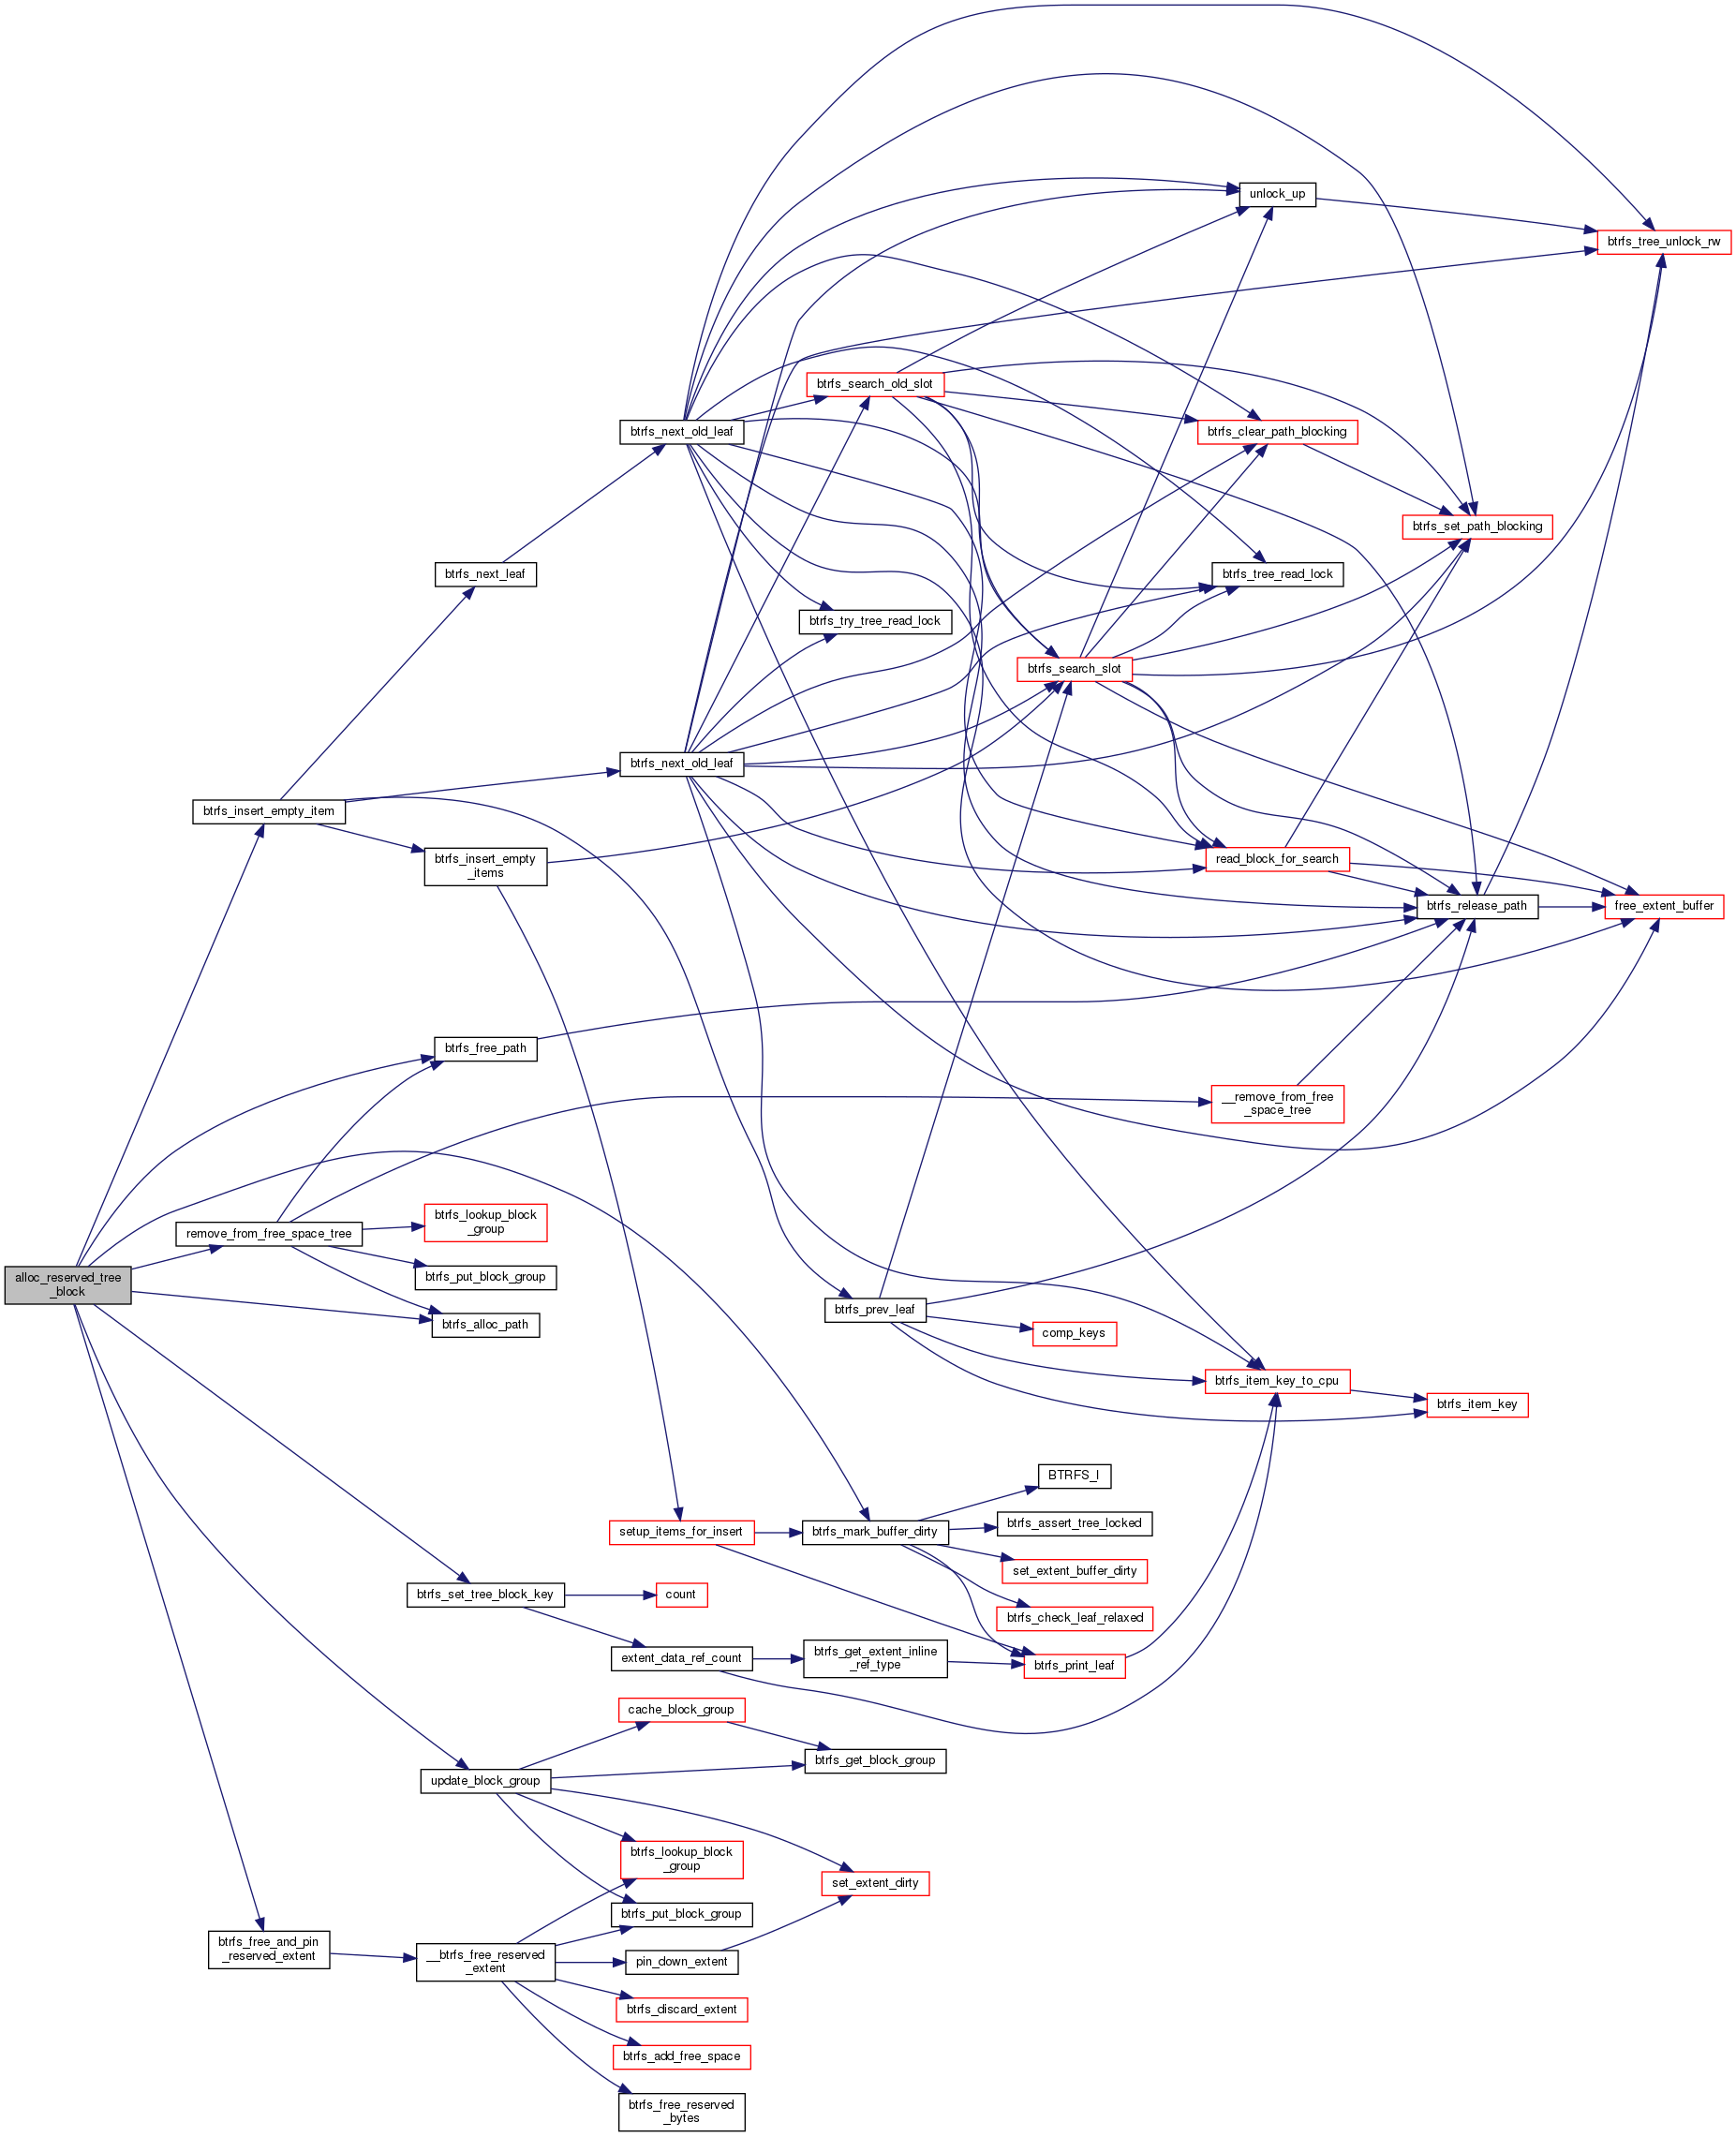 unlock_up
btrfs_tree_unlock_rw
btrfs_search_old_slot
btrfs_next_old_leaf
btrfs_clear_path_blocking
btrfs_set_path_blocking
btrfs_next_leaf
btrfs_tree_read_lock
btrfs_try_tree_read_lock
btrfs_search_slot
btrfs_next_old_leaf
btrfs_insert_empty_item
btrfs_insert_empty
_items
read_block_for_search
btrfs_release_path
free_extent_buffer
btrfs_free_path
__remove_from_free
_space_tree
btrfs_lookup_block
_group
remove_from_free_space_tree
alloc_reserved_tree
_block
btrfs_put_block_group
btrfs_alloc_path
btrfs_prev_leaf
comp_keys
btrfs_item_key_to_cpu
btrfs_item_key
BTRFS_I
setup_items_for_insert
btrfs_mark_buffer_dirty
btrfs_assert_tree_locked
set_extent_buffer_dirty
btrfs_set_tree_block_key
count
btrfs_check_leaf_relaxed
extent_data_ref_count
btrfs_get_extent_inline
_ref_type
btrfs_print_leaf
cache_block_group
btrfs_get_block_group
update_block_group
btrfs_lookup_block
_group
set_extent_dirty
btrfs_put_block_group
btrfs_free_and_pin
_reserved_extent
__btrfs_free_reserved
_extent
pin_down_extent
btrfs_discard_extent
btrfs_add_free_space
btrfs_free_reserved
_bytes